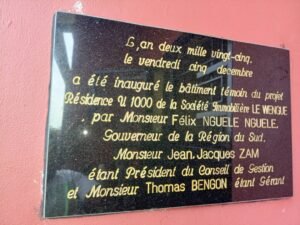 L,an deux mille vingt-cinq,
le vendredi cinq decembre
a été inauguré le bâtiment témoin du projet
Résidence U 1000 de la Société Immobilière LE WENGUE
, par Monsieur Félix NGUELE NGUELE,
Gouverneur de la Région du Sud,
Monsieur Jean Jacques ZAM
étant Président du Conseil de Gestion
et Monsieur Thomas BENGON étant Gérant